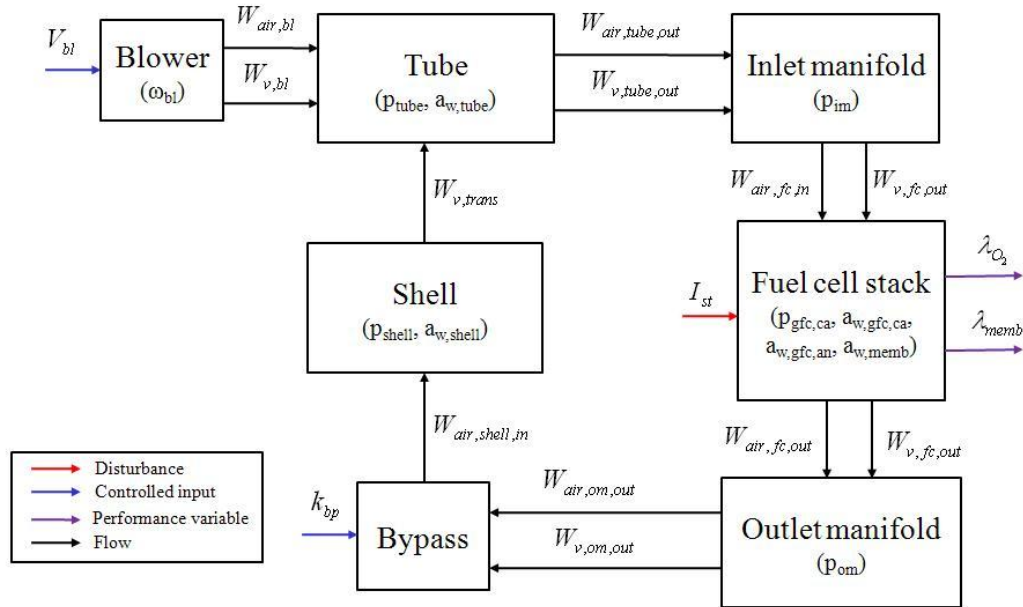 V_bl
Blower
(ω_bl)
W_air,bl
W_v,bl
Tube
(p_tube, a_w,tube)
W_air,tube,out
W_v,tube,out
Inlet manifold
(p_im)
W_v,trans
W_air,fc,in
W_v,fc,out
Shell
(p_shell, a_w,shell)
I_st
Fuel cell stack
(p_gfc,ca, a_w,gfc,ca,
a_w,gfc,an, a_w,memb)
λ_O2
λ_memb
W_air,shell,in
W_air,fc,out
W_v,fc,out
Disturbance
Controlled input
Performance variable
Flow
k_bp
Bypass
W_air,om,out
W_v,om,out
Outlet manifold
(p_om)